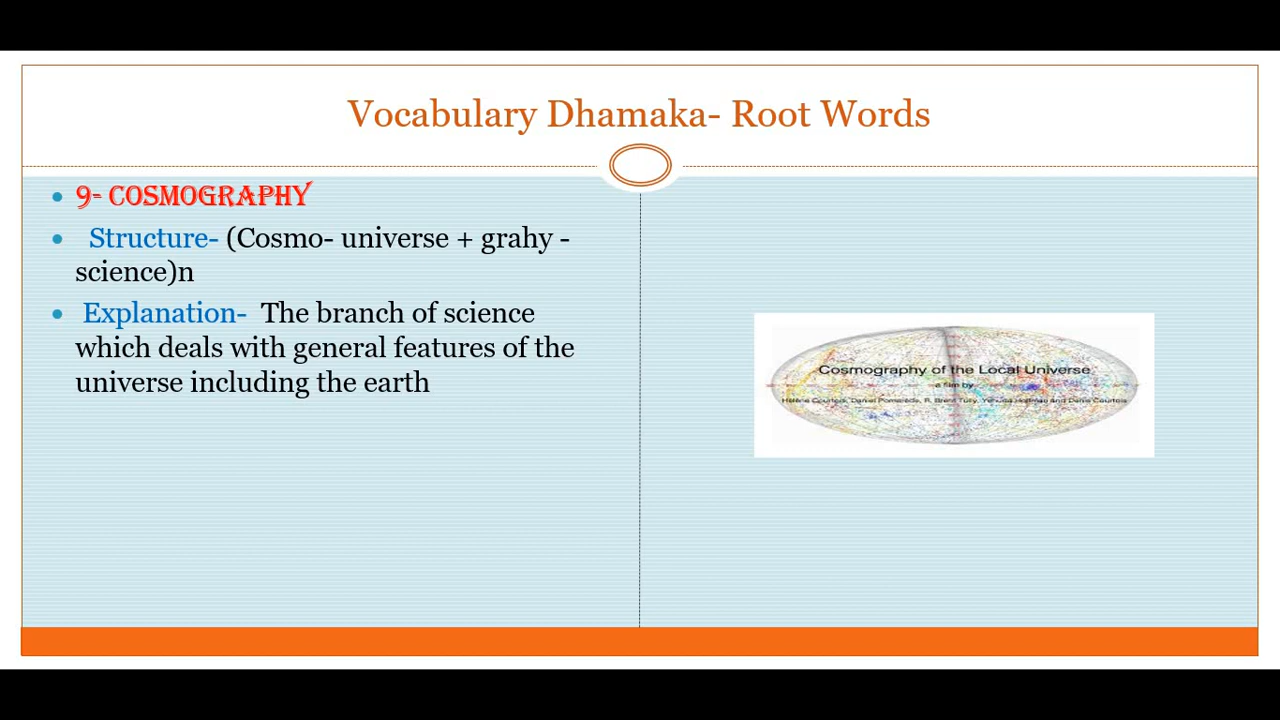 Vocabulary Dhamaka- Root Words
9- COSMOGRAPHY
Structure- (Cosmo- universe + grahy -
science)n
Explanation- The branch of science
which deals with general features of the
universe including the earth
Cosmography of the Local Universe
a film by
Hélène Courtois, Daniel Pomarède, R. Brent Tully, Yehuda Hoffman and Denis Courtois